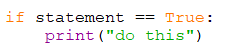 if statement == True:
    print("do this")